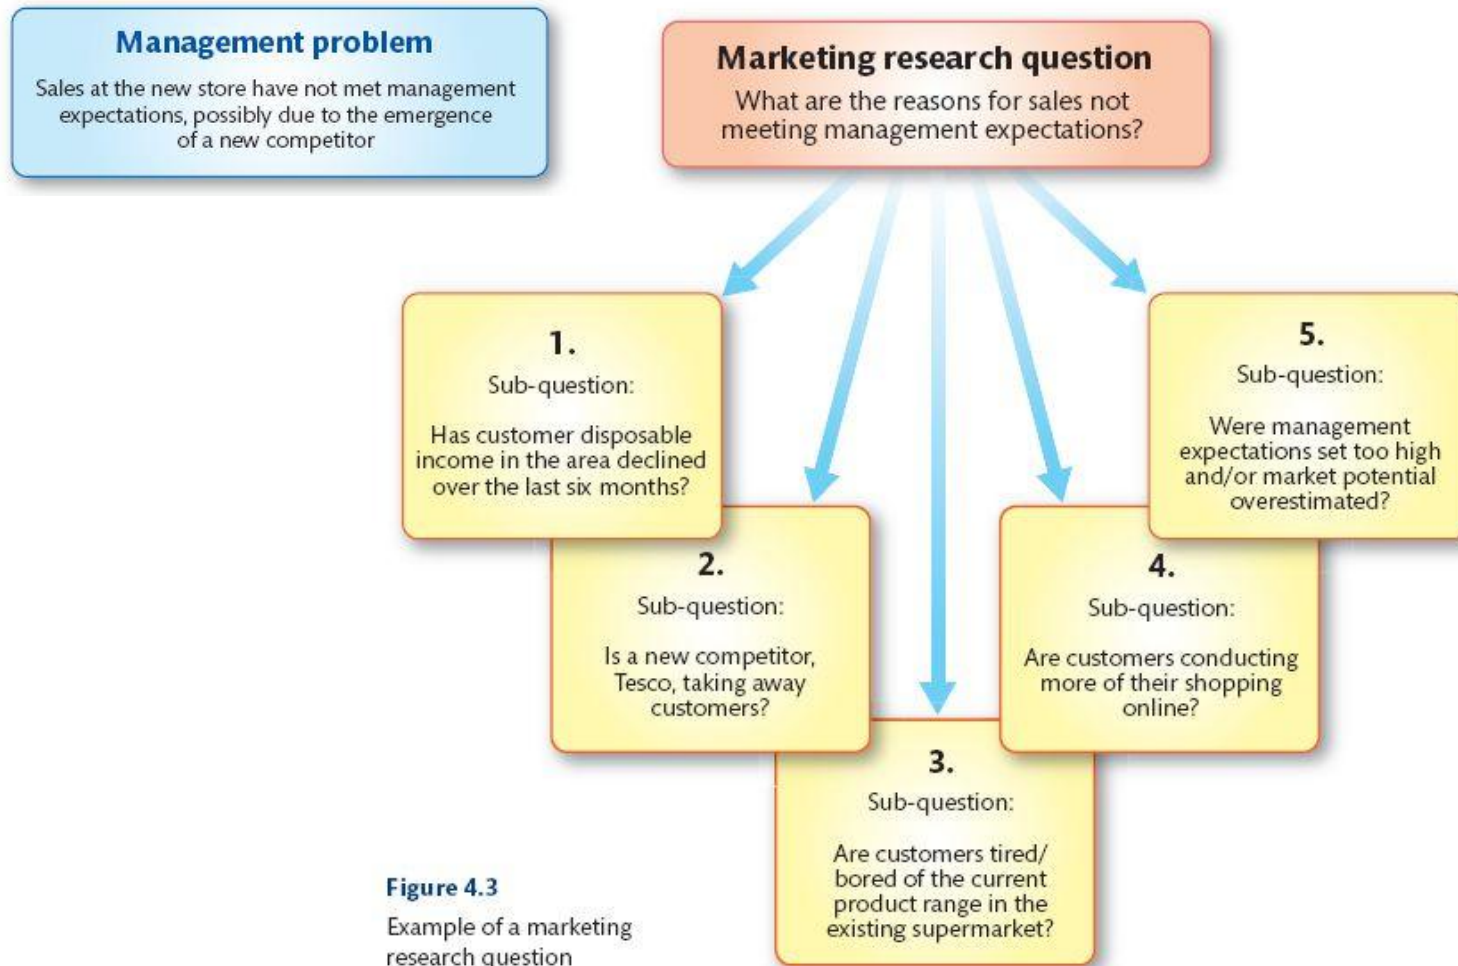 Management problem
Sales at the new store have not met management
expectations, possibly due to the emergence
of a new competitor
Marketing research question
What are the reasons for sales not
meeting management expectations?
1.
Sub-question:
Has customer disposable
income in the area declined
over the last six months?
2.
Sub-question:
Is a new competitor,
Tesco, taking away
customers?
3.
Sub-question:
Are customers tired/
bored of the current
product range in the
existing supermarket?
4.
Sub-question:
Are customers conducting
more of their shopping
online?
5.
Sub-question:
Were management
expectations set too high
and/or market potential
overestimated?
Figure 4.3
Example of a marketing
research question